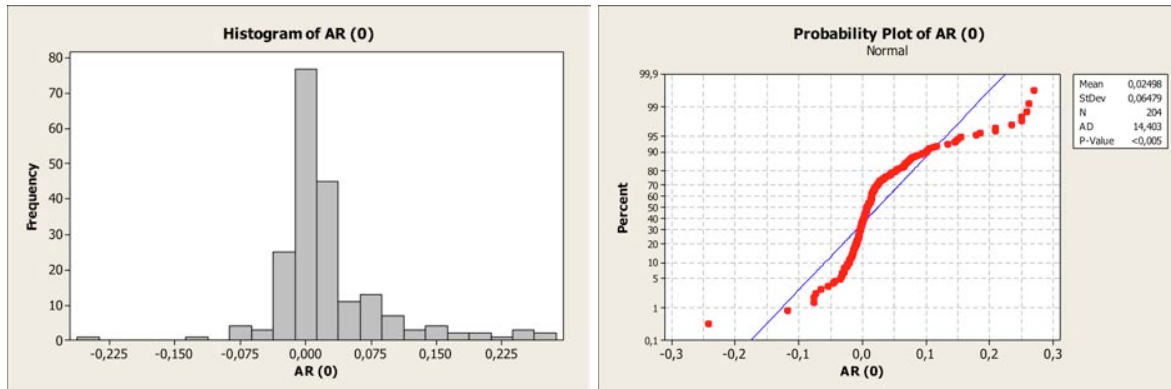 Histogram of AR (0)
80
70
60
50
40
30
20
10
0
Frequency
-0,225 -0,150 -0,075 0,000 0,075 0,150 0,225
AR (0)
Probability Plot of AR (0)
Normal
99,9
99
95
90
80
70
60
50
40
30
20
10
5
1
0,1
Percent
-0,3 -0,2 -0,1 0,0 0,1 0,2 0,3
AR (0)
Mean 0,02498
StDev 0,06479
N 204
AD 14,403
P-Value <0,005